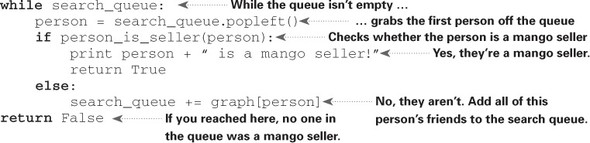 while search_queue: While the queue isn't empty ...
person = search_queue.popleft() ... grabs the first person off the queue
if person_is_seller(person): Checks whether the person is a mango seller
print person + “ is a mango seller!” Yes, they're a mango seller.
return True
else:
search_queue += graph[person] No, they aren't. Add all of this
person's friends to the search queue.
return False If you reached here, no one in
the queue was a mango seller.